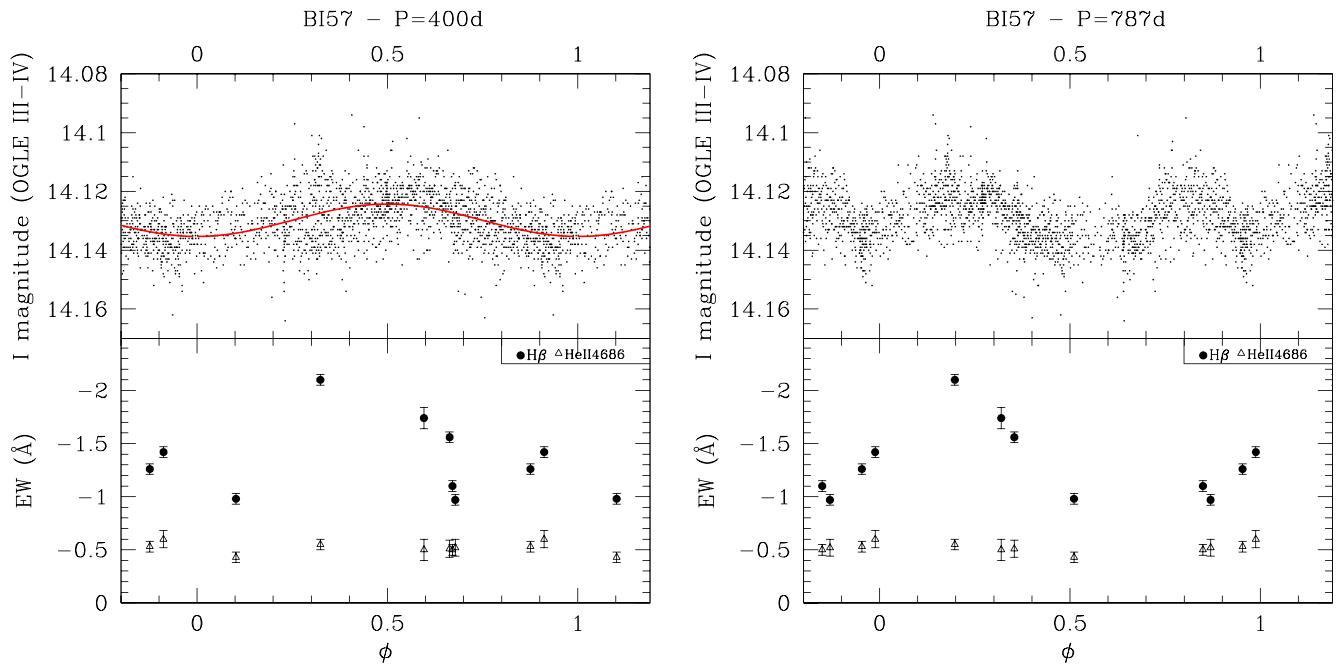 BI57 − P=400d
0 0.5 1
I magnitude (OGLE III−IV)
14.08
14.1
14.12
14.14
14.16
Hβ HeII4686
EW (Å)
−2
−1.5
−1
−0.5
0
0 0.5 1
ϕ
BI57 − P=787d
0 0.5 1
I magnitude (OGLE III−IV)
14.08
14.1
14.12
14.14
14.16
Hβ HeII4686
EW (Å)
−2
−1.5
−1
−0.5
0
0 0.5 1
ϕ